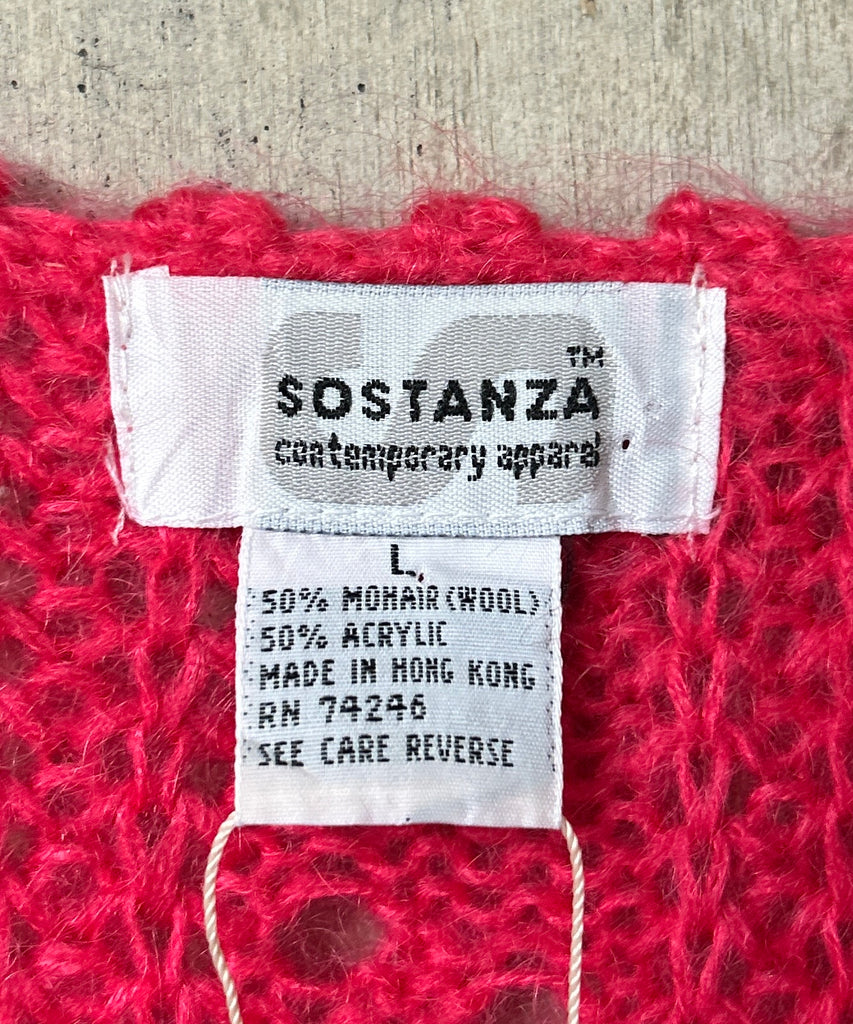 TM
SOSTANZA
contemporary apparel
L
50% MOHAIR (WOOL)
50% ACRYLIC
MADE IN HONG KONG
RN 74246
SEE CARE REVERSE